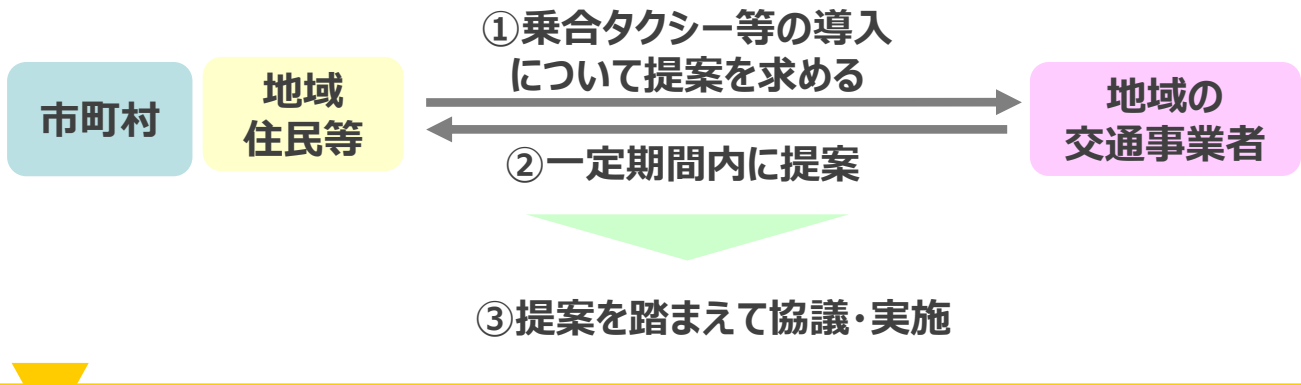 ①乗合タクシー等の導入
について提案を求める
市町村
地域
住民等
地域の
交通事業者
②一定期間内に提案
③提案を踏まえて協議･実施